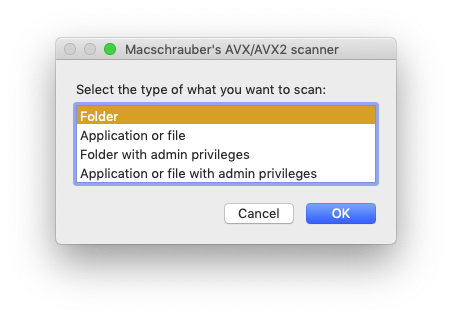 Macschrauber's AVX/AVX2 scanner
Select the type of what you want to scan:
Folder
Application or file
Folder with admin privileges
Application or file with admin privileges
Cancel
OK